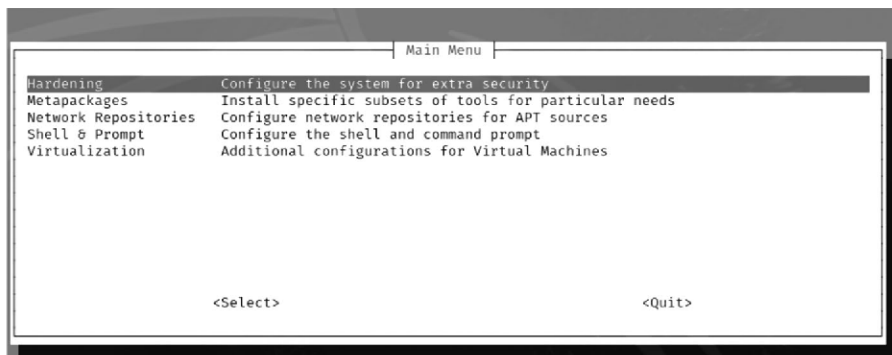 Main Menu
Hardening Configure the system for extra security
Metapackages Install specific subsets of tools for particular needs
Network Repositories Configure network repositories for APT sources
Shell & Prompt Configure the shell and command prompt
Virtualization Additional configurations for Virtual Machines
<Select> <Quit>